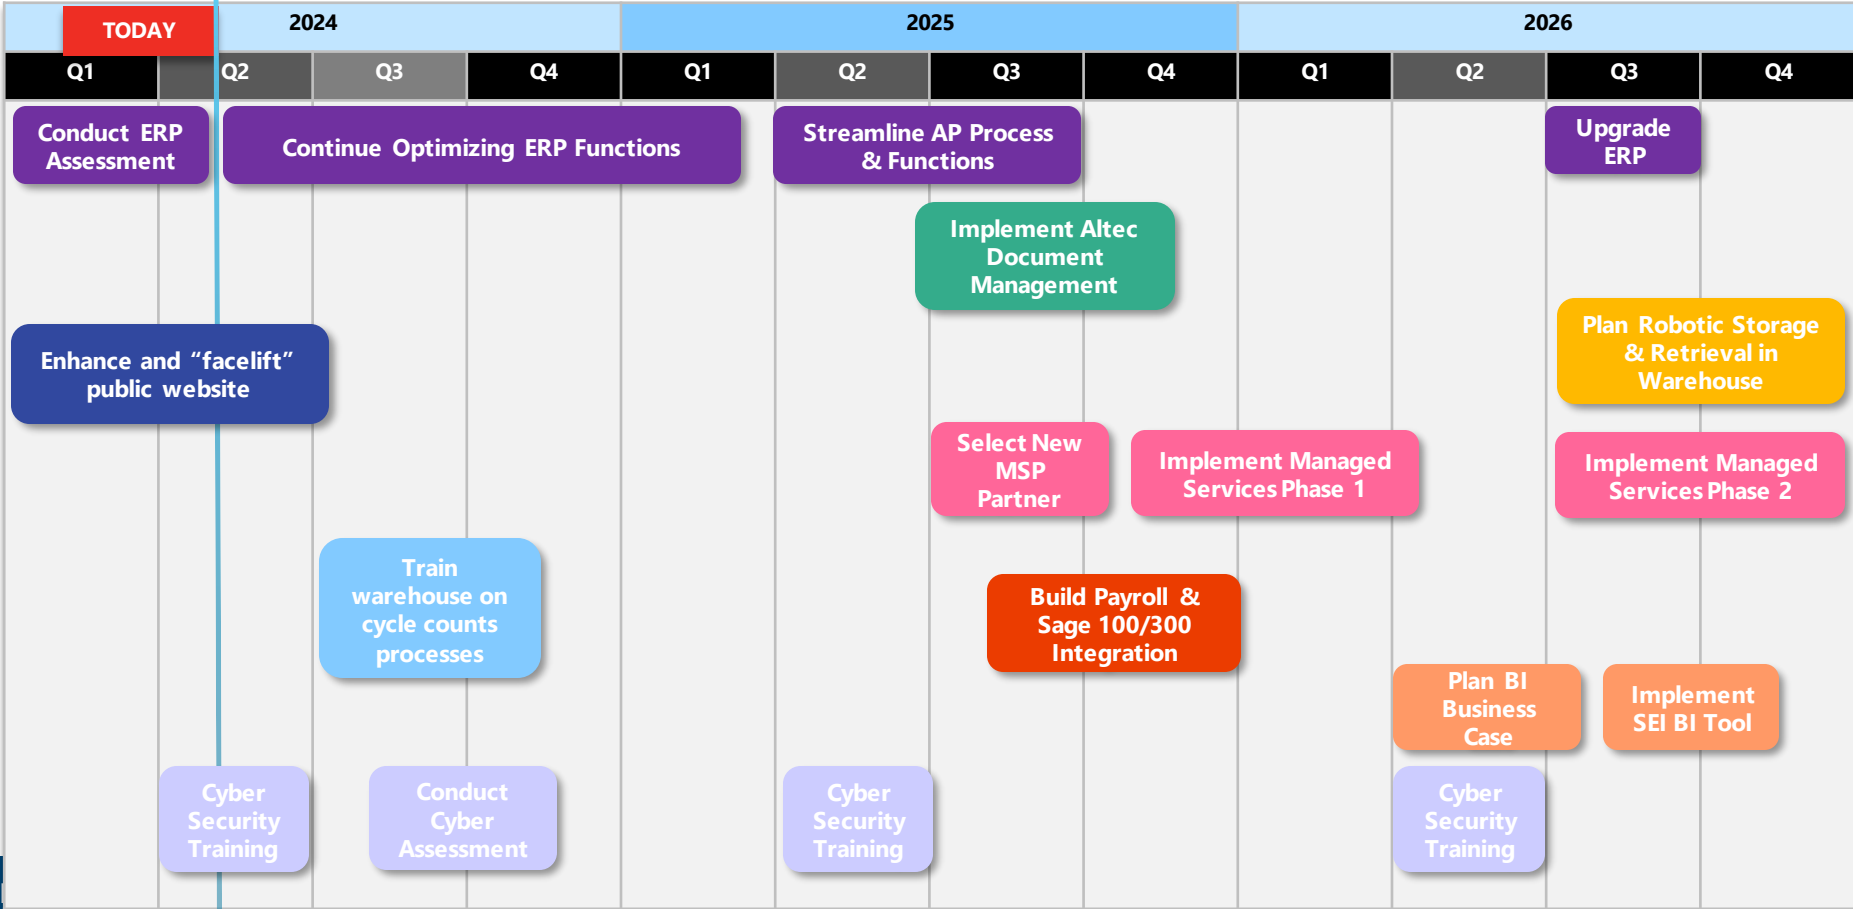 TODAY
2024
2025
2026
Q1
Q2
Q3
Q4
Q1
Q2
Q3
Q4
Q1
Q2
Q3
Q4
Conduct ERP
Assessment
Continue Optimizing ERP Functions
Streamline AP Process
& Functions
Upgrade
ERP
Implement Altec
Document
Management
Enhance and “facelift”
public website
Plan Robotic Storage
& Retrieval in
Warehouse
Select New
MSP
Partner
Implement Managed
Services Phase 1
Implement Managed
Services Phase 2
Train
warehouse on
cycle counts
processes
Build Payroll &
Sage 100/300
Integration
Plan BI
Business
Case
Implement
SEI BI Tool
Cyber
Security
Training
Conduct
Cyber
Assessment
Cyber
Security
Training
Cyber
Security
Training